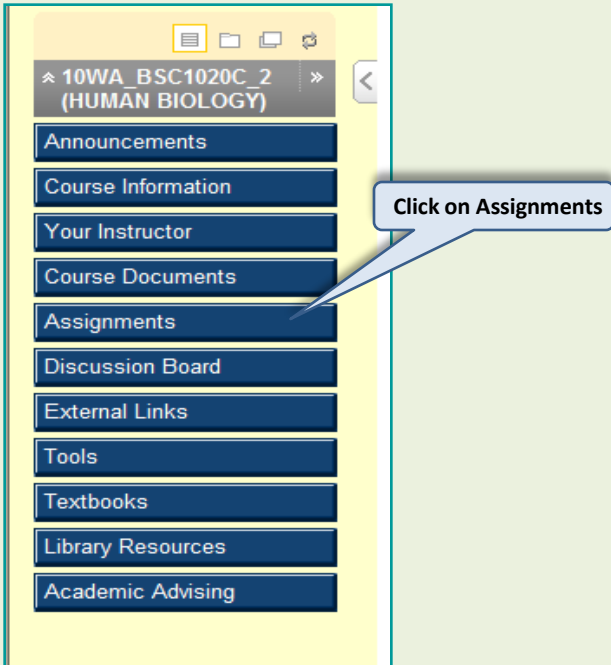 10WA_BSC1020C_2
(HUMAN BIOLOGY)
Announcements
Course Information
Your Instructor
Click on Assignments
Course Documents
Assignments
Discussion Board
External Links
Tools
Textbooks
Library Resources
Academic Advising